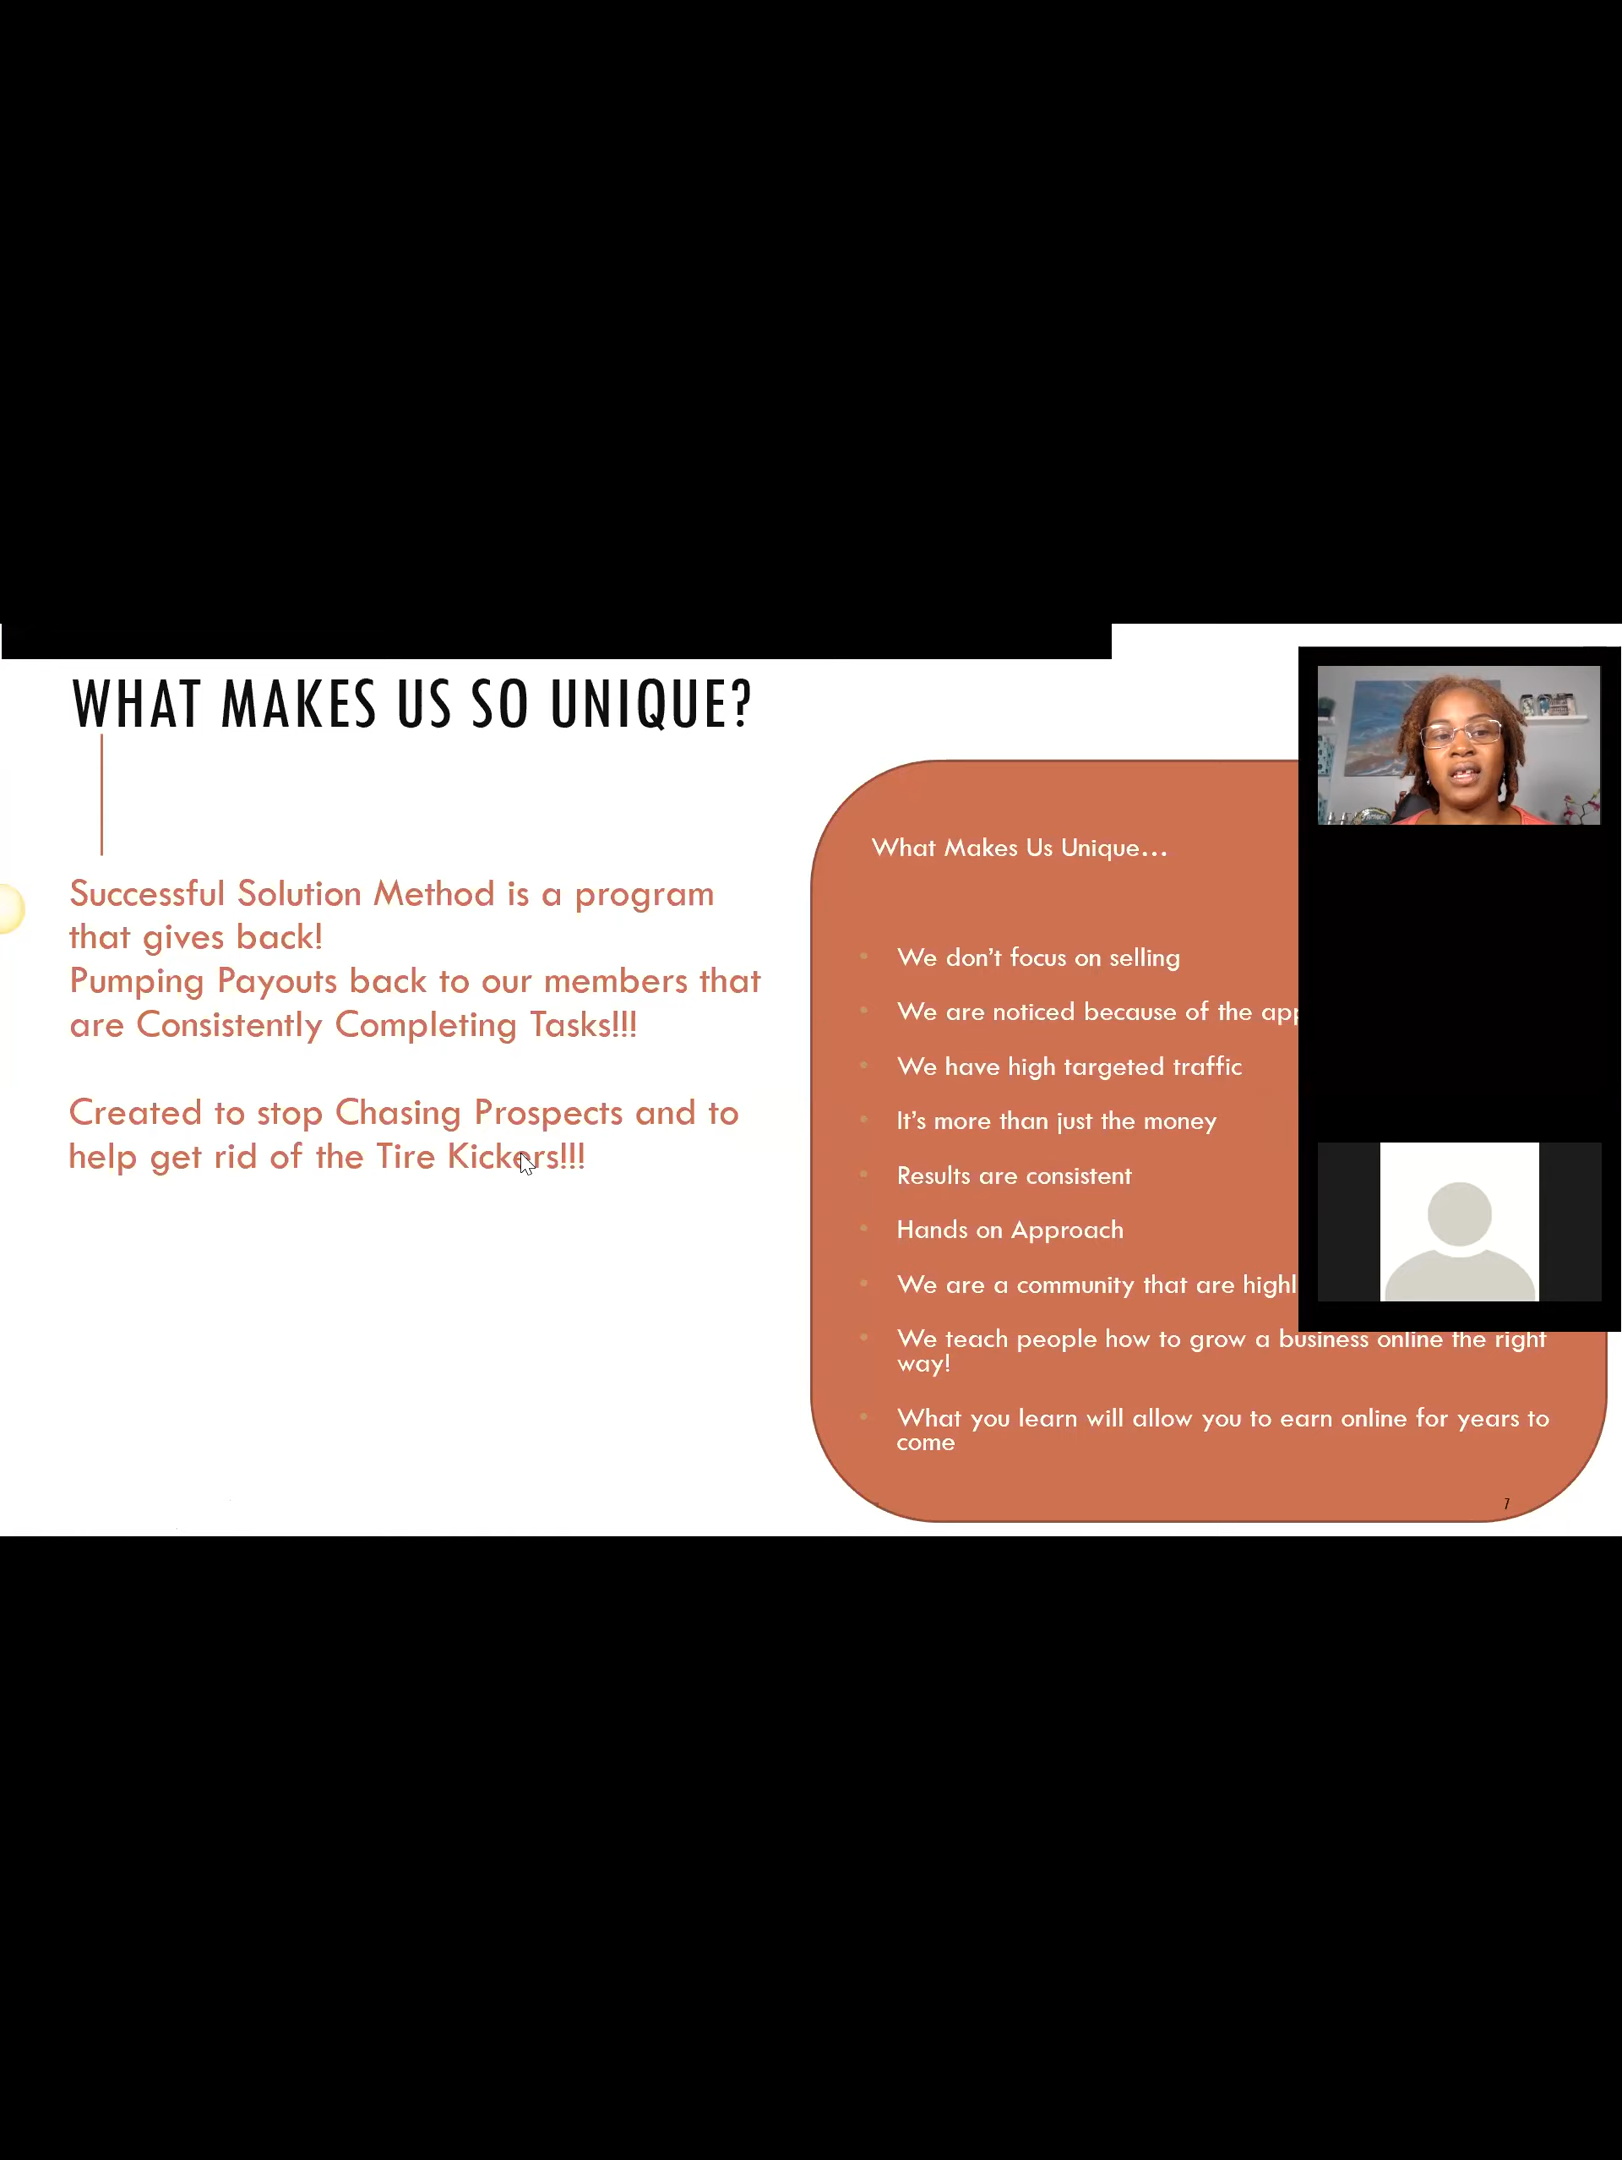 WHAT MAKES US SO UNIQUE?
Successful Solution Method is a program
that gives back!
Pumping Payouts back to our members that
are Consistently Completing Tasks!!!
Created to stop Chasing Prospects and to
help get rid of the Tire Kickers!!!
What Makes Us Unique...
• We don't focus on selling
• We are noticed because of the
• We have high targeted traffic
• It's more than just the money
• Results are consistent
• Hands on Approach
• We are a community that are
• We teach people how to grow a business online the right
way!
• What you learn will allow you to earn online for years to
come
7